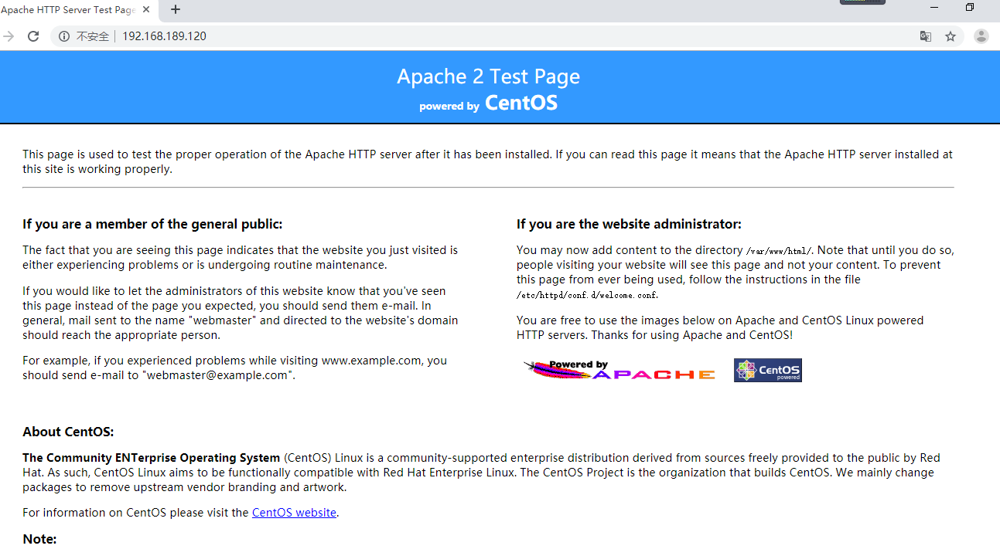 Apache HTTP Server Test Page
不安全 192.168.189.120
Apache 2 Test Page
powered by CentOS
This page is used to test the proper operation of the Apache HTTP server after it has been installed. If you can read this page it means that the Apache HTTP server installed at
this site is working properly.
If you are a member of the general public:
The fact that you are seeing this page indicates that the website you just visited is
either experiencing problems or is undergoing routine maintenance.
If you would like to let the administrators of this website know that you've seen
this page instead of the page you expected, you should send them e-mail. In
general, mail sent to the name "webmaster" and directed to the website's domain
should reach the appropriate person.
For example, if you experienced problems while visiting www.example.com, you
should send e-mail to "webmaster@example.com".
If you are the website administrator:
You may now add content to the directory /var/www/html/. Note that until you do so,
people visiting your website will see this page and not your content. To prevent
this page from ever being used, follow the instructions in the file
/etc/httpd/conf.d/welcome.conf.
You are free to use the images below on Apache and CentOS Linux powered
HTTP servers. Thanks for using Apache and CentOS!
Powered by
APACHE
CentOS
powered
About CentOS:
The Community ENTerprise Operating System (CentOS) Linux is a community-supported enterprise distribution derived from sources freely provided to the public by Red
Hat. As such, CentOS Linux aims to be functionally compatible with Red Hat Enterprise Linux. The CentOS Project is the organization that builds CentOS. We mainly change
packages to remove upstream vendor branding and artwork.
For information on CentOS please visit the CentOS website.
Note: